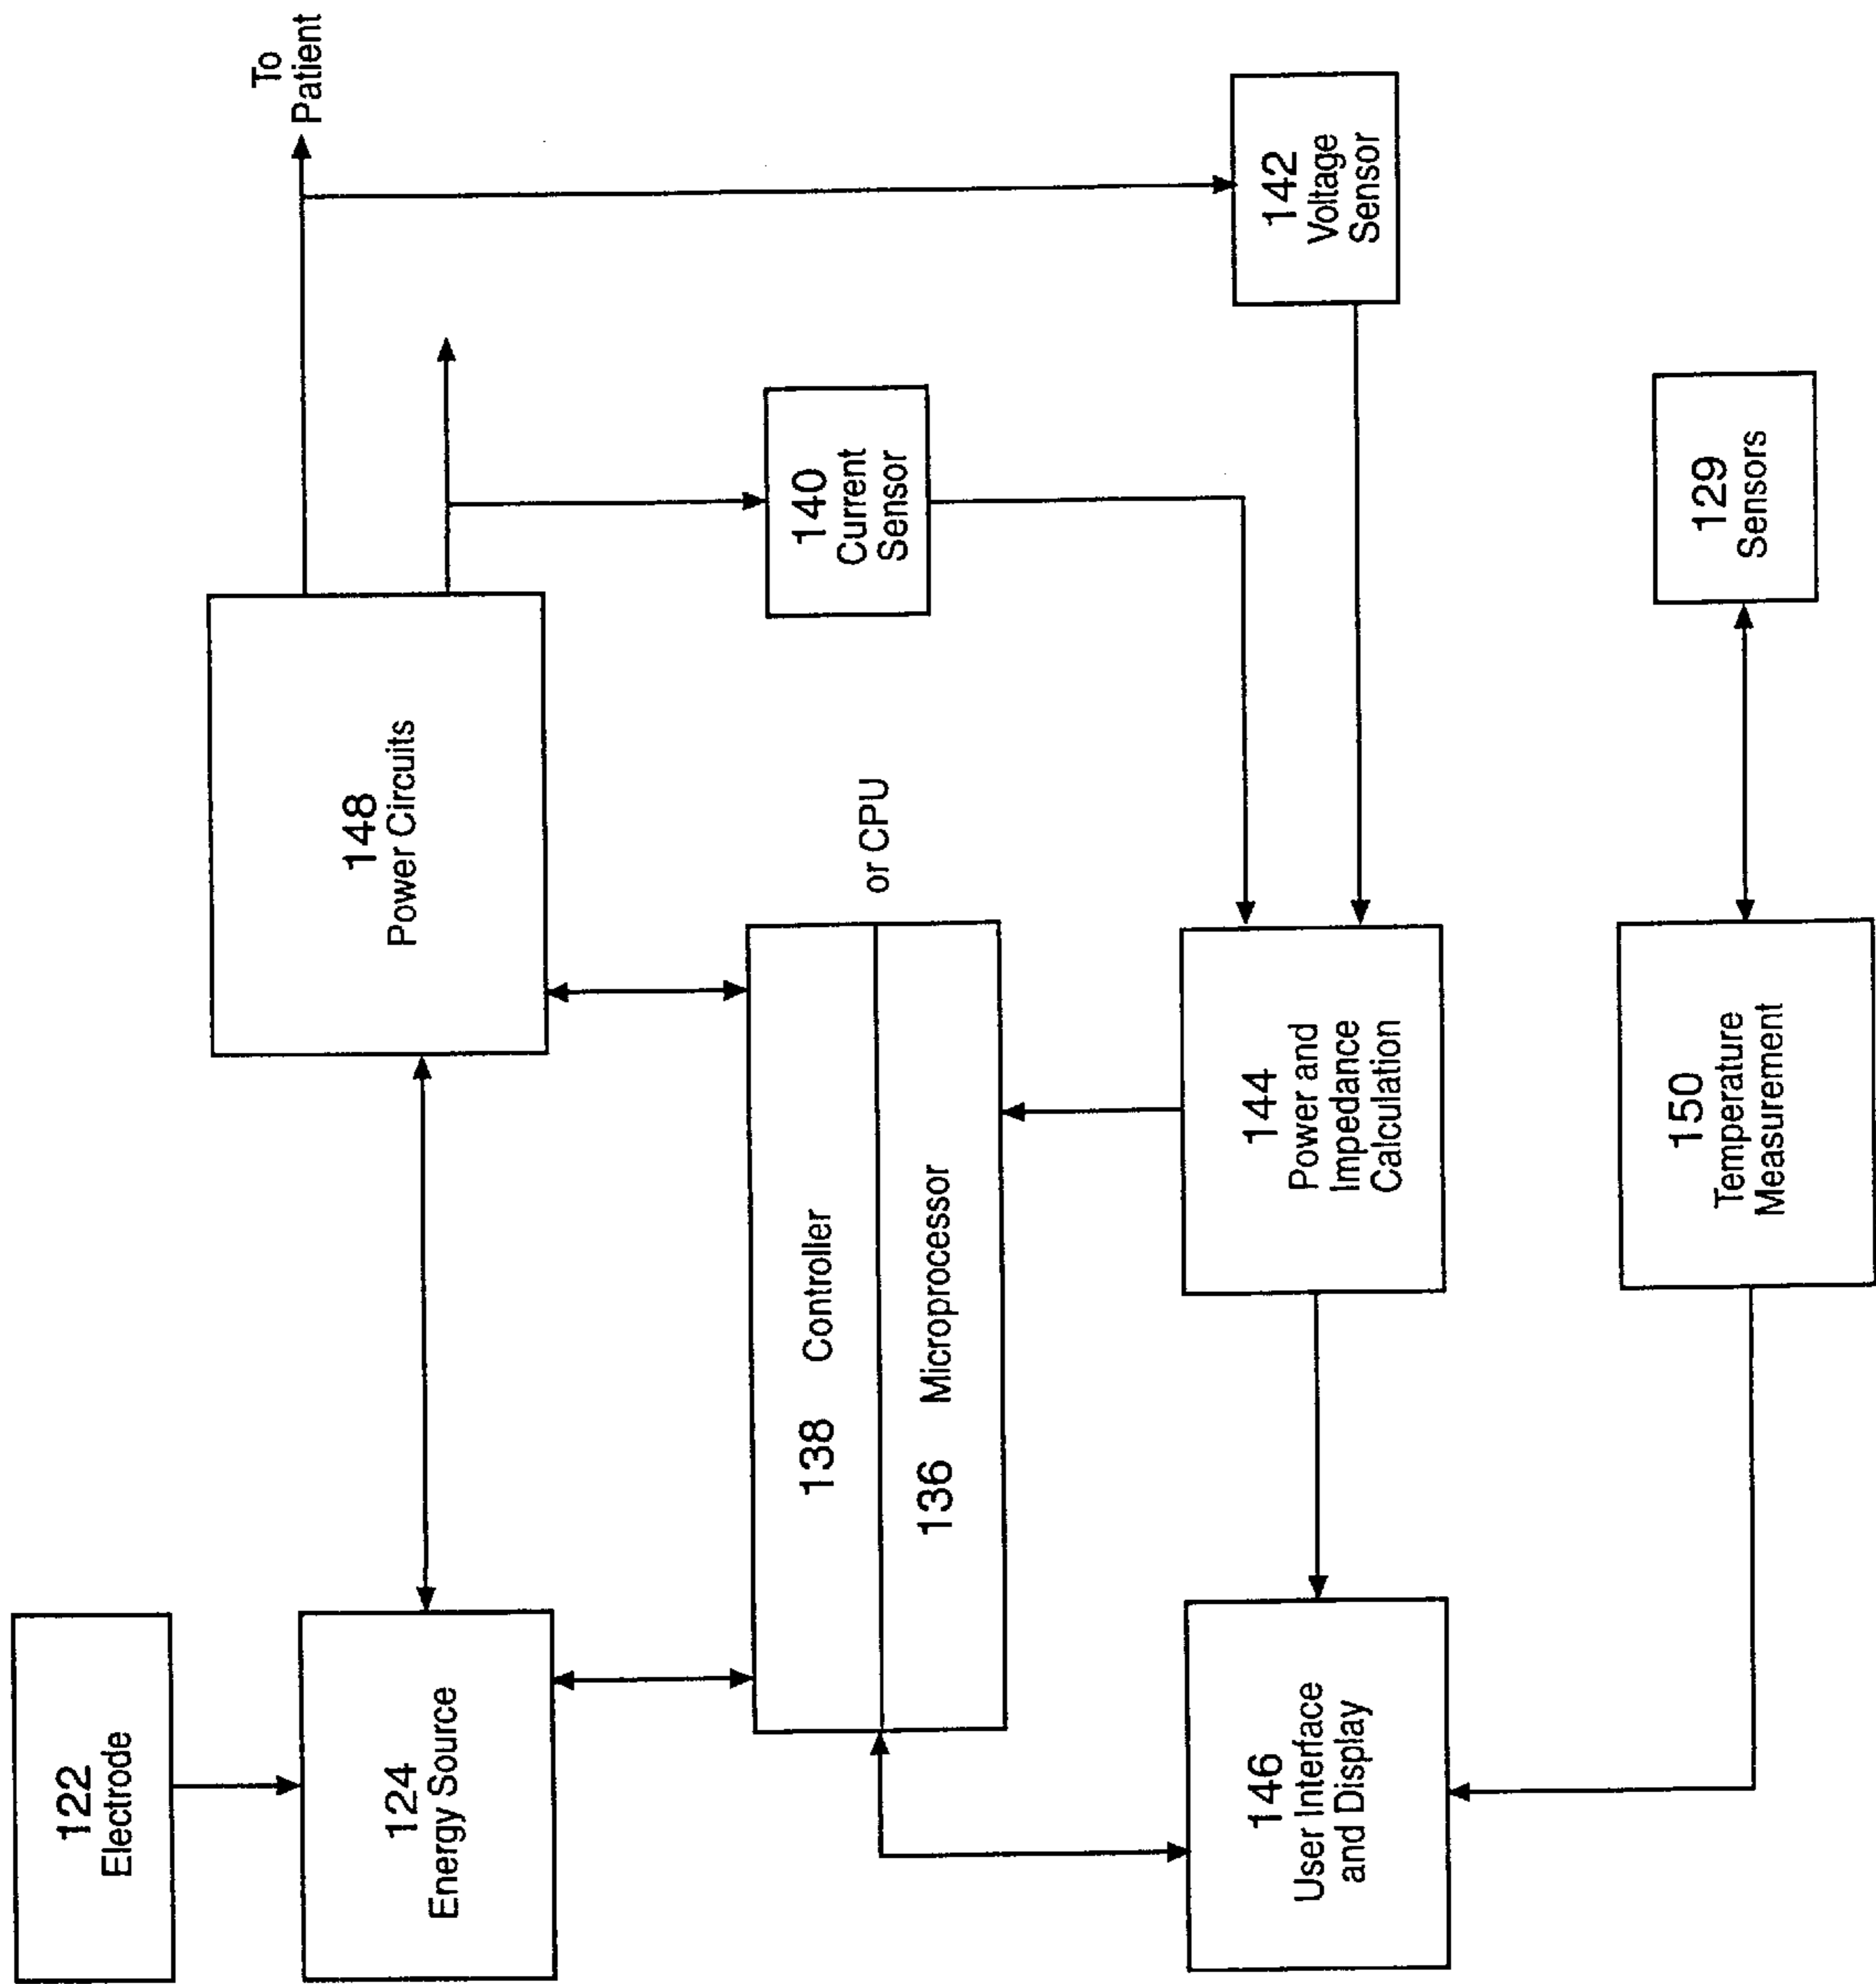 122
Electrode
124
Energy Source
148
Power Circuits
To
Patient
138 Controller
136 Microprocessor
or CPU
140
Current
Sensor
142
Voltage
Sensor
146
User Interface
and Display
144
Power and
Impedance
Calculation
150
Temperature
Measurement
129
Sensors